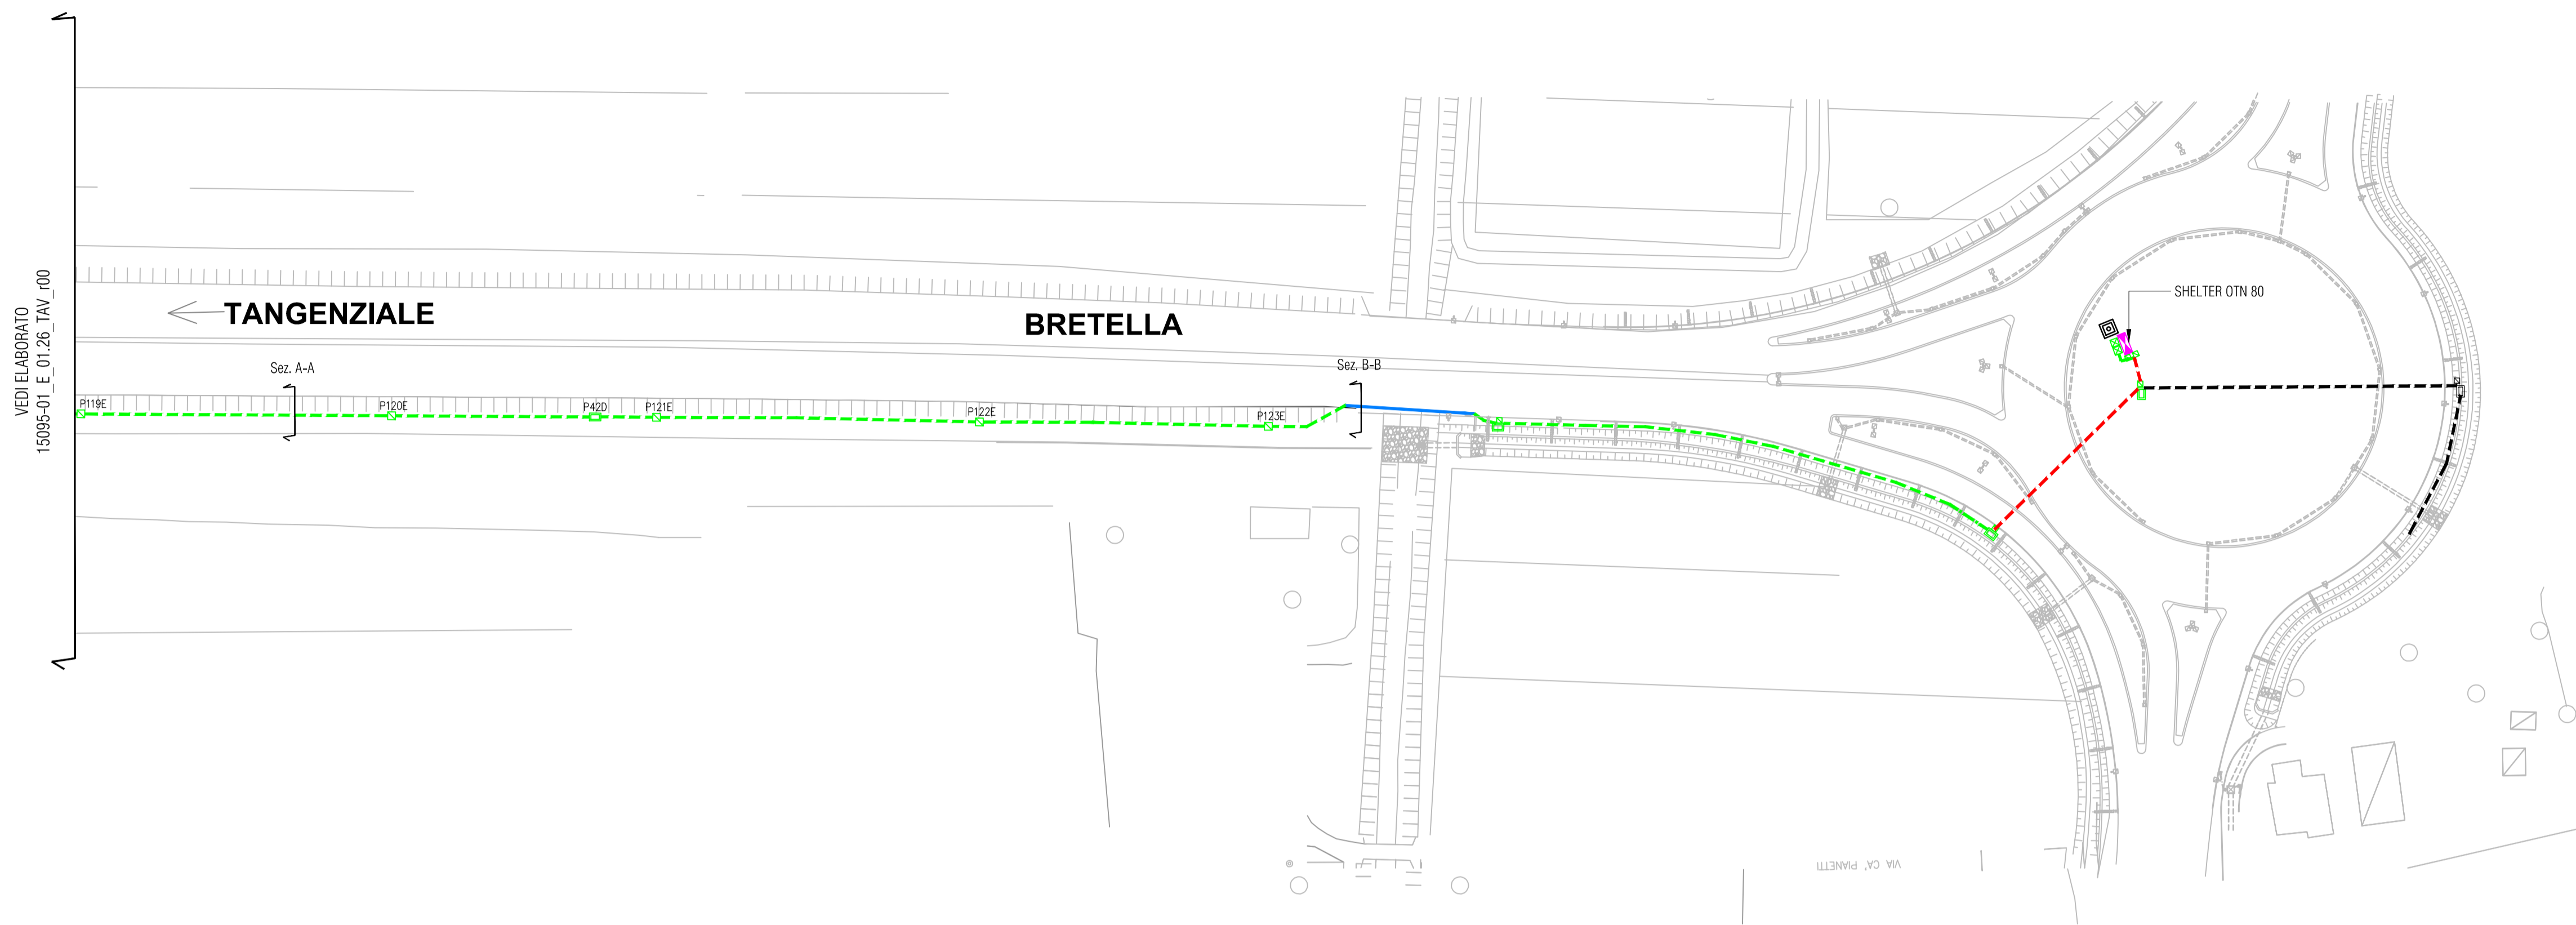 VEDI ELABORATO
15095-01_E_01.26_TAV_r00
TANGENZIALE
BRETELLA
SHELTER OTN 80
Sez. A-A
Sez. B-B
P119E
P120E
P42D
P121E
P122E
P123E
VIA CA' PIANETTI